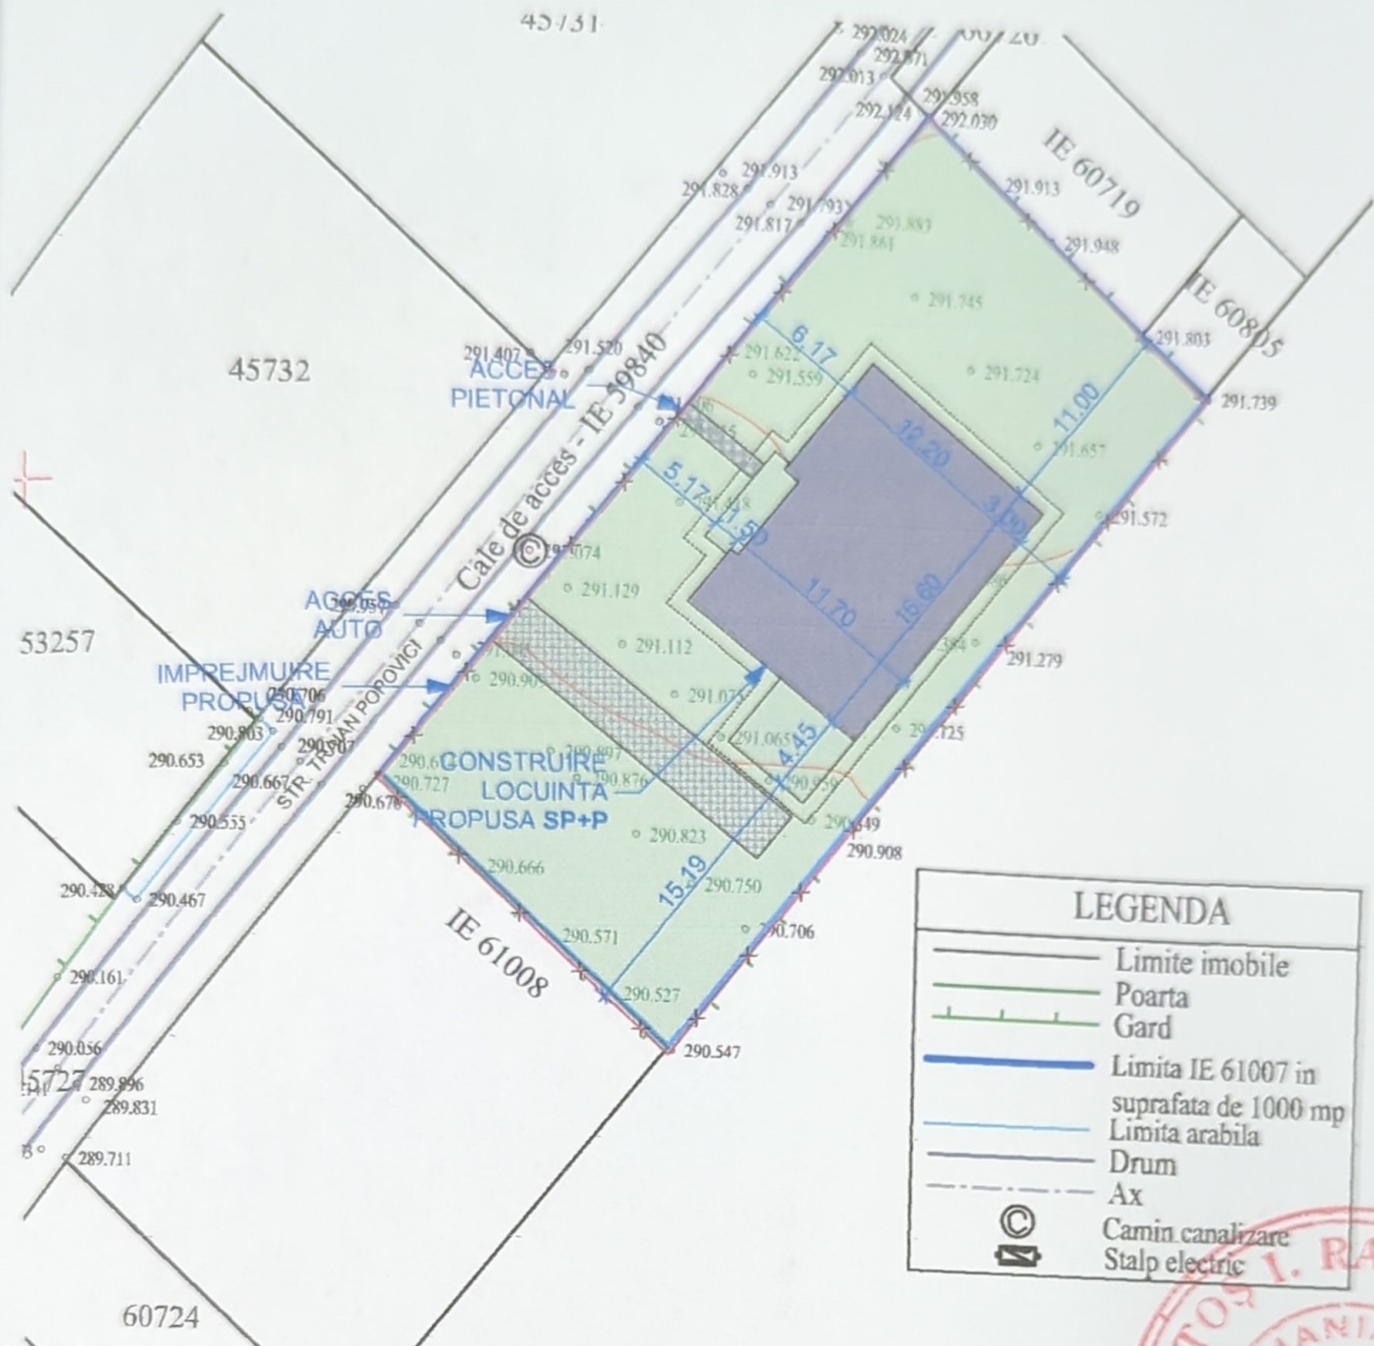 292.024
292.013
292.124
291.958
292.030
IE 60719
291.913
291.913
291.828
291.793
291.817
291.883
291.861
291.948
291.745
IE 60805
291.803
45732
291.407
291.520
ACCES
PIETONAL
291.622
291.559
6.17
291.724
11.00
291.739
291.657
12.20
Cale de acces - IE 59840
5.17
1.50
3.00
291.572
©
291.129
ACCES
AUTO
11.70
16.60
53257
291.112
291.279
IMPREJMUIRE
PROPUSA
290.706
290.791
290.803
290.653
290.667
STR. TRAIAN POPOVICI
291.065
4.45
290.727
290.876
CONSTRUIRE
LOCUINTA
PROPUSA SP+P
290.555
290.823
290.908
290.666
15.19
290.750
290.467
290.706
290.571
IE 61008
290.161
290.527
290.547
290.056
289.896
289.831
289.711
60724
LEGENDA
Limite imobile
Poarta
Gard
Limita IE 61007 in
suprafata de 1000 mp
Limita arabila
Drum
Ax
© Camin canalizare
Stalp electric